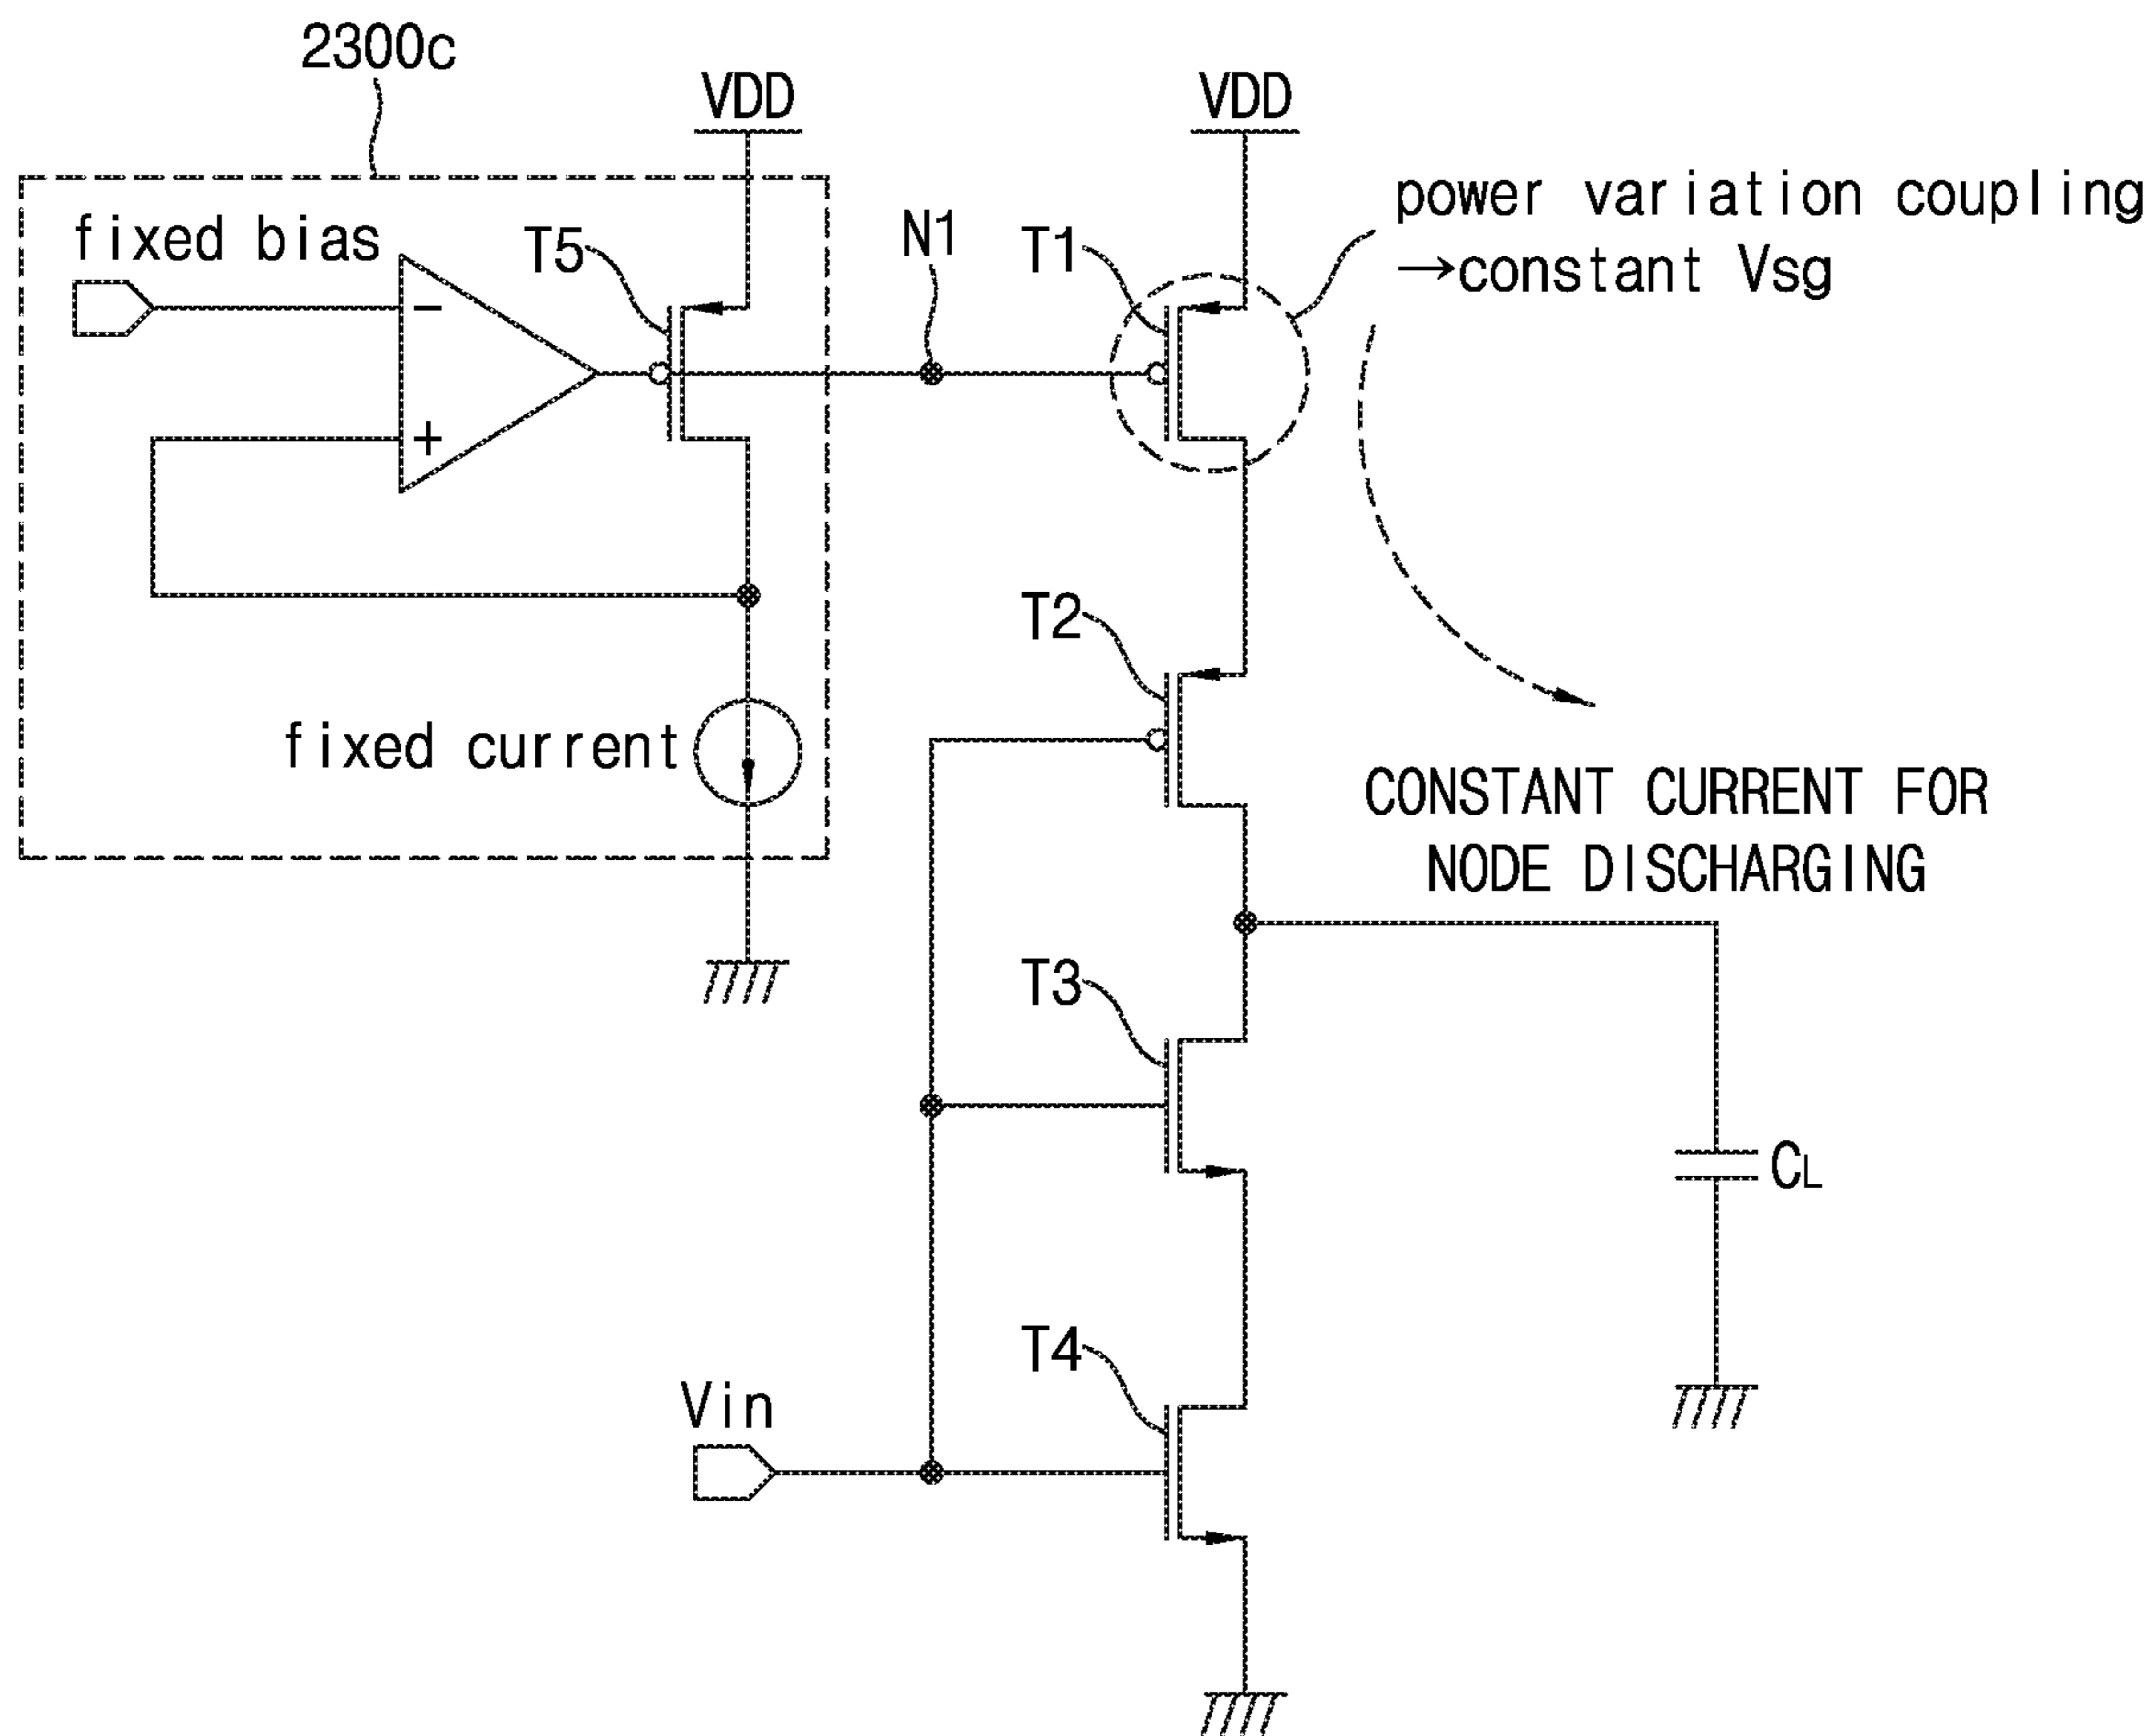 2300c
VDD
VDD
fixed bias
T5
N1
T1
power variation coupling
→constant Vsg
−
+
T2
fixed current
CONSTANT CURRENT FOR
NODE DISCHARGING
T3
CL
T4
Vin